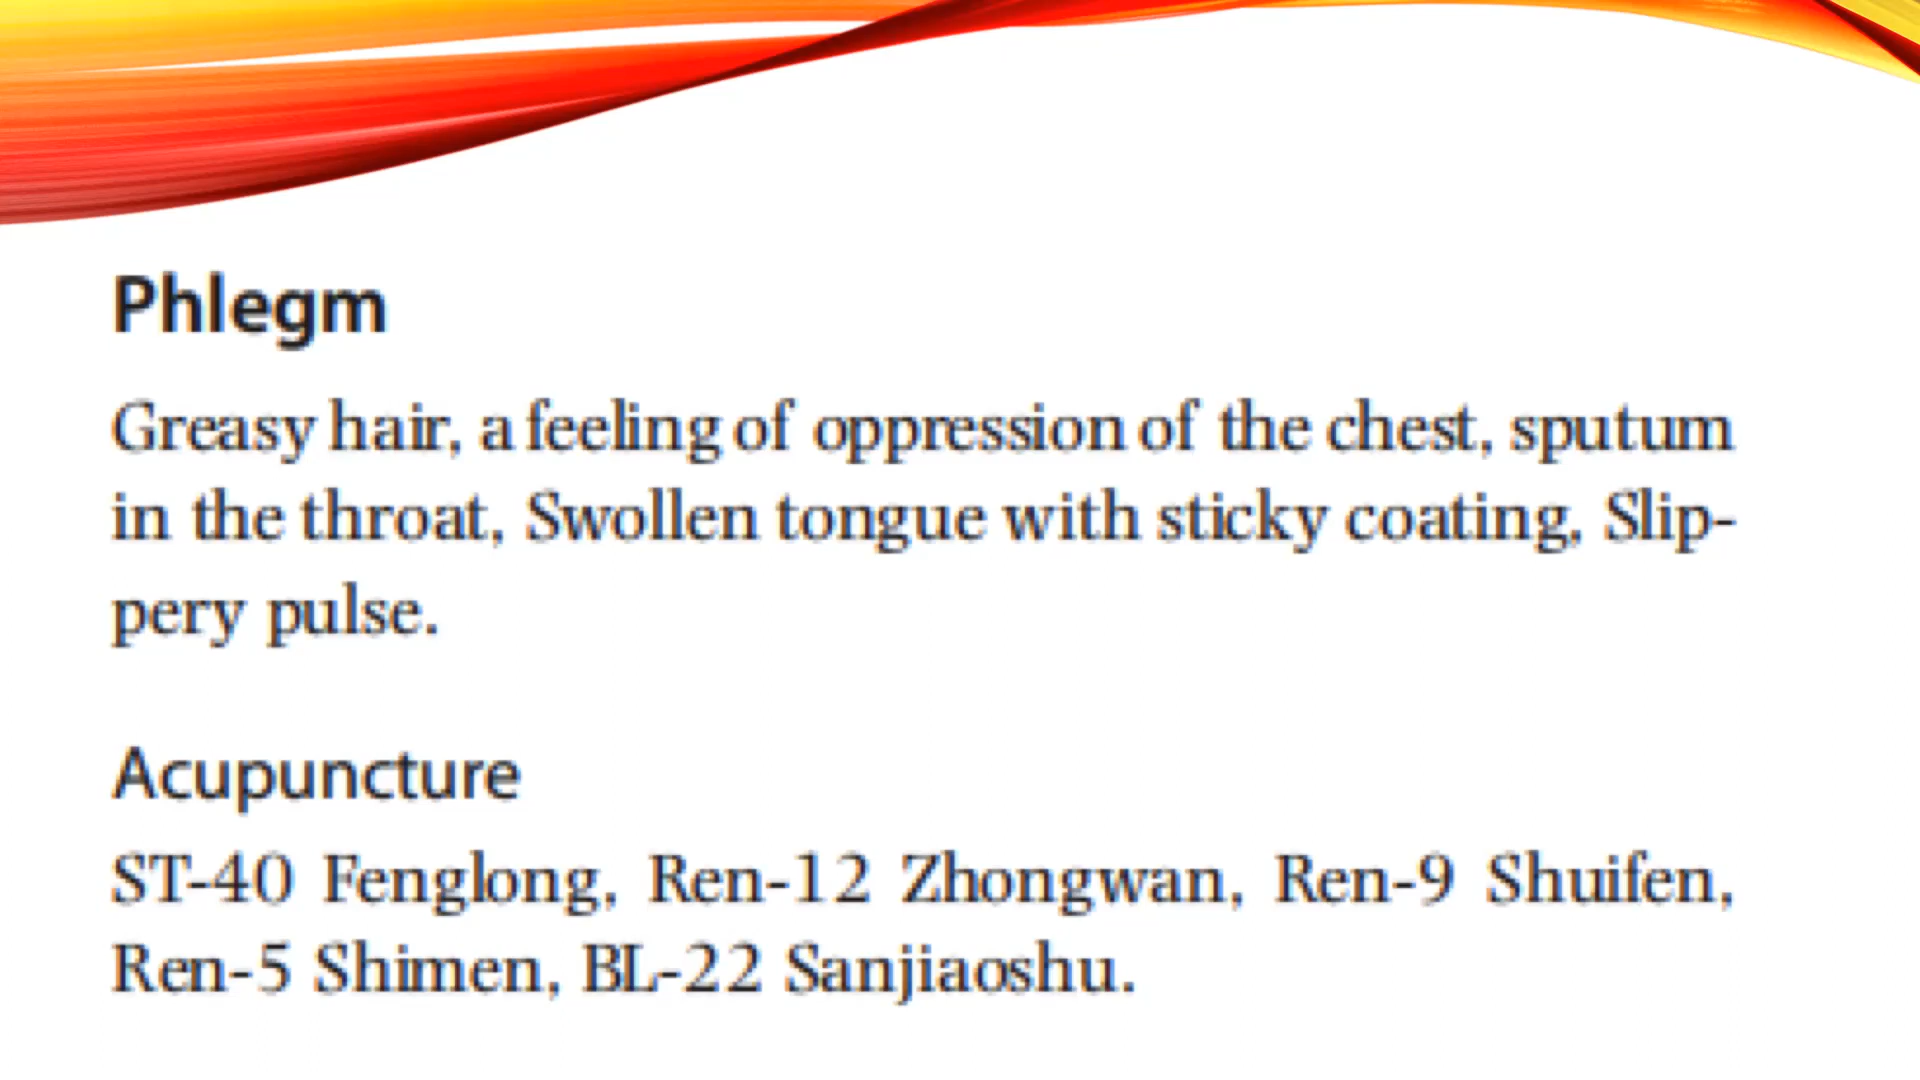 Phlegm
Greasy hair, a feeling of oppression of the chest, sputum
in the throat, Swollen tongue with sticky coating, Slip-
pery pulse.
Acupuncture
ST-40 Fenglong, Ren-12 Zhongwan, Ren-9 Shuifen,
Ren-5 Shimen, BL-22 Sanjiaoshu.